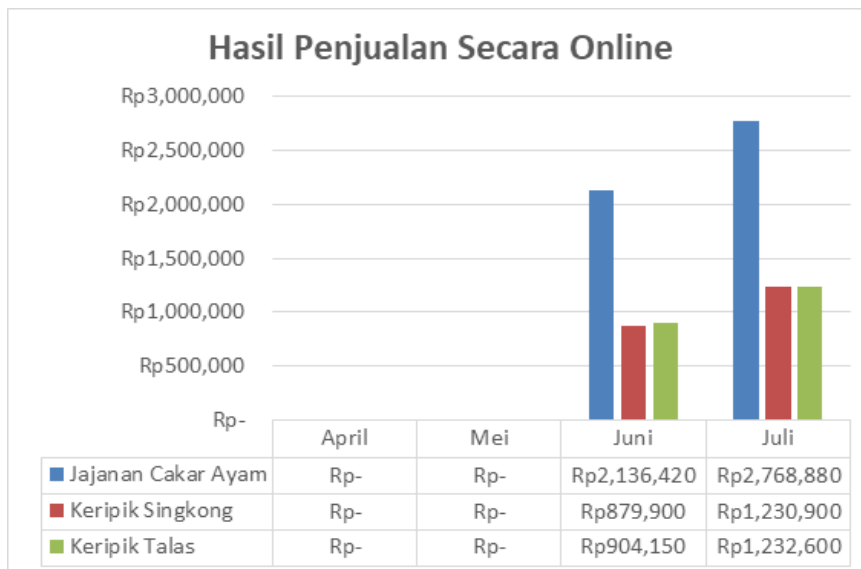 Hasil Penjualan Secara Online
Rp3,000,000
Rp2,500,000
Rp2,000,000
Rp1,500,000
Rp1,000,000
Rp500,000
Rp-
April Mei Juni Juli
Jajanan Cakar Ayam Rp- Rp- Rp2,136,420 Rp2,768,880
Keripik Singkong Rp- Rp- Rp879,900 Rp1,230,900
Keripik Talas Rp- Rp- Rp904,150 Rp1,232,600